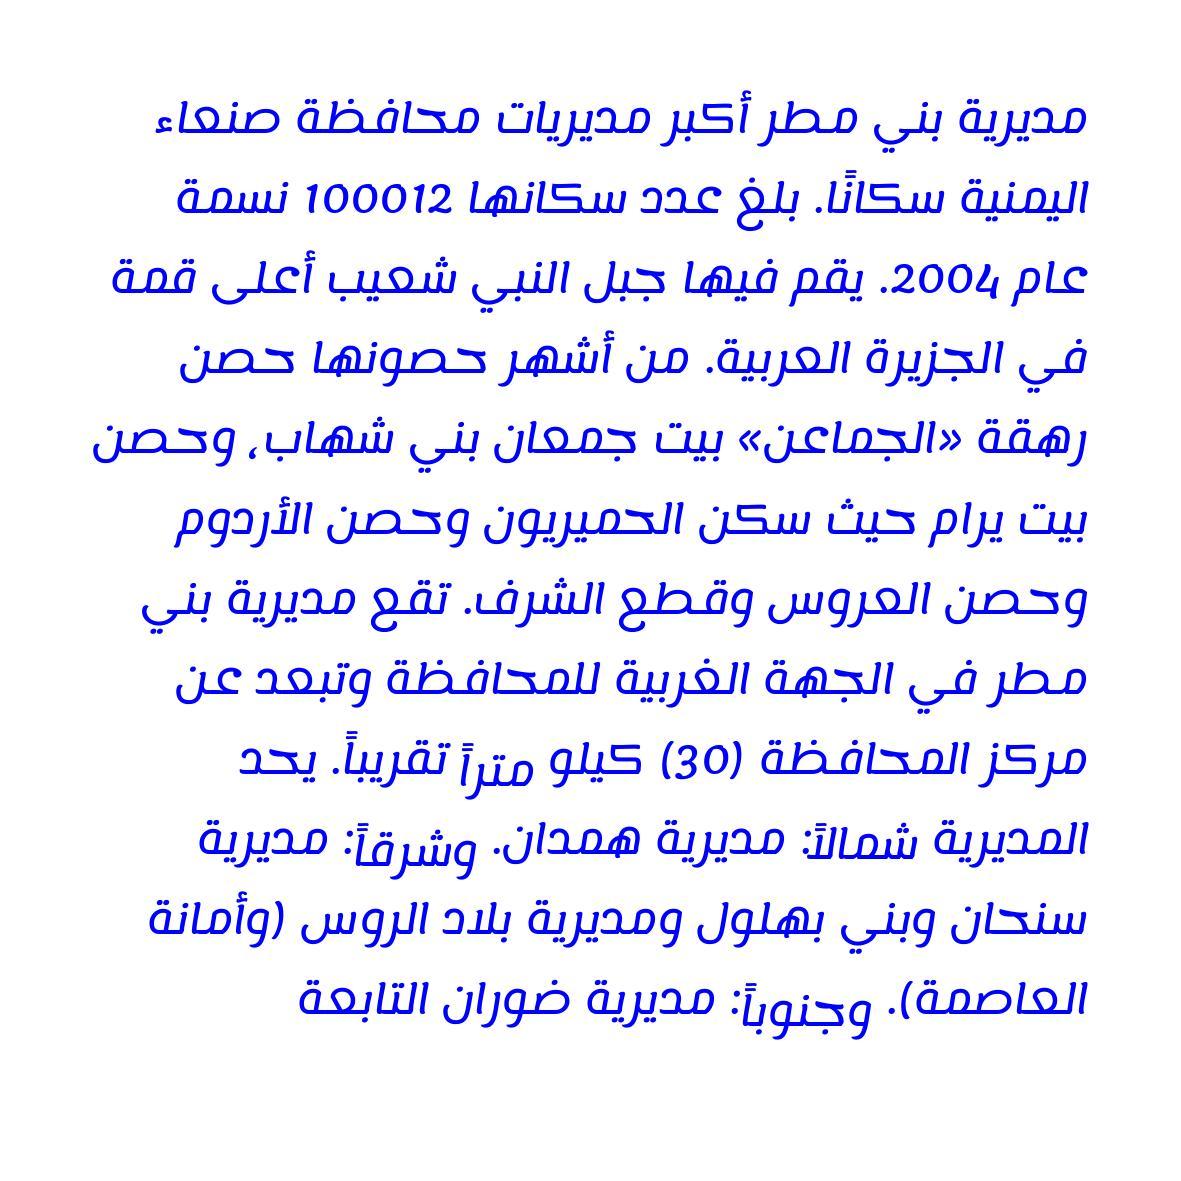 مديرية بني مطر أكبر مديريات محافظة صنعاء
اليمنية سكانًا. بلغ عدد سكانها 100012 نسمة
عام 2004. يقم فيها جبل النبي شعيب أعلى قمة
في الجزيرة العربية. من أشهر حصونها حصن
رهقة «الجماعن» بيت جمعان بني شهاب، وحصن
بيت يرام حيث سكن الحميريون وحصن الأردوم
وحصن العروس وقطع الشرف. تقع مديرية بني
مطر في الجهة الغربية للمحافظة وتبعد عن
مركز المحافظة (30) كيلو متراً تقريباً. يحد
المديرية شمالاً: مديرية همدان. وشرقاً: مديرية
سنحان وبني بهلول ومديرية بلاد الروس (وأمانة
العاصمة). وجنوباً: مديرية ضوران التابعة